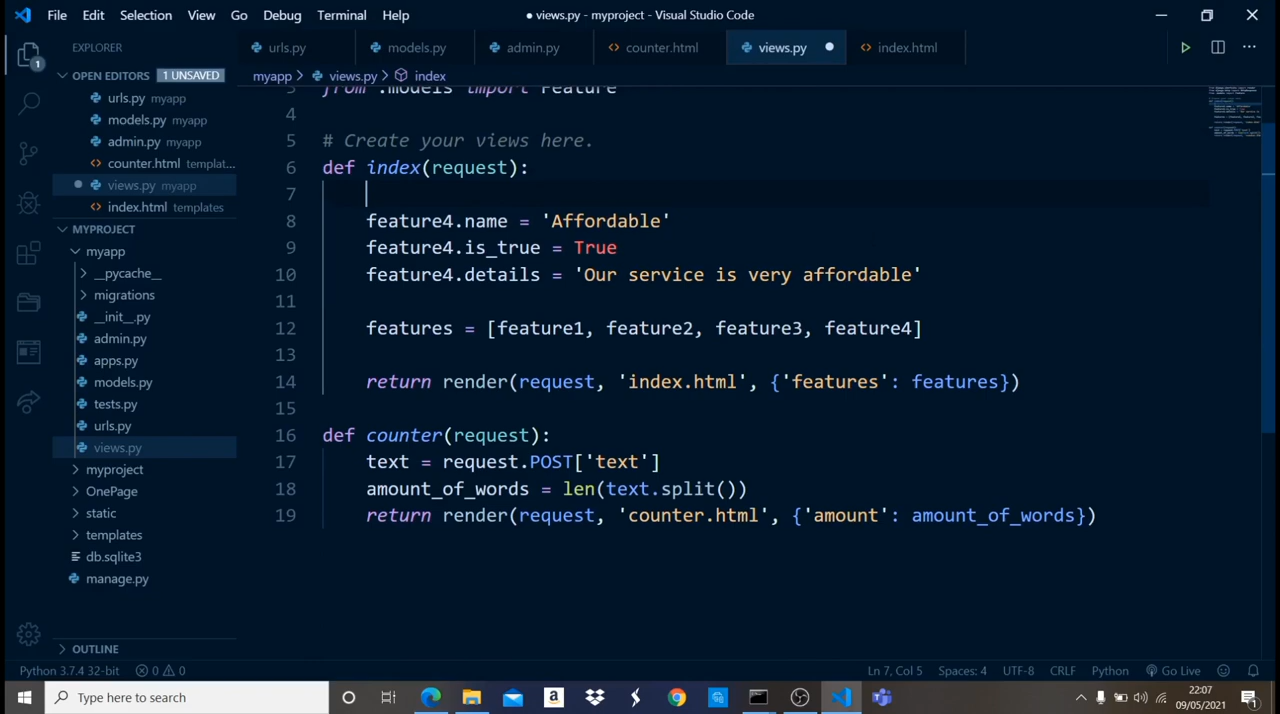 File Edit Selection View Go Debug Terminal Help ● views.py - myproject - Visual Studio Code
EXPLORER
urls.py models.py admin.py <> counter.html views.py ● <> index.html
OPEN EDITORS 1 UNSAVED
myapp > views.py > index
urls.py myapp
models.py myapp
admin.py myapp
<> counter.html templat...
views.py myapp
<> index.html templates
MYPROJECT
myapp
__pycache__
migrations
__init__.py
admin.py
apps.py
models.py
tests.py
urls.py
views.py
myproject
OnePage
static
templates
db.sqlite3
manage.py
OUTLINE
1
3 from .models import Feature
4
5 # Create your views here.
6 def index(request):
7
8 feature4.name = 'Affordable'
9 feature4.is_true = True
10 feature4.details = 'Our service is very affordable'
11
12 features = [feature1, feature2, feature3, feature4]
13
14 return render(request, 'index.html', {'features': features})
15
16 def counter(request):
17 text = request.POST['text']
18 amount_of_words = len(text.split())
19 return render(request, 'counter.html', {'amount': amount_of_words})
Python 3.7.4 32-bit 0 0 Ln 7, Col 5 Spaces: 4 UTF-8 CRLF Python Go Live
Type here to search
22:07
09/05/2021
1